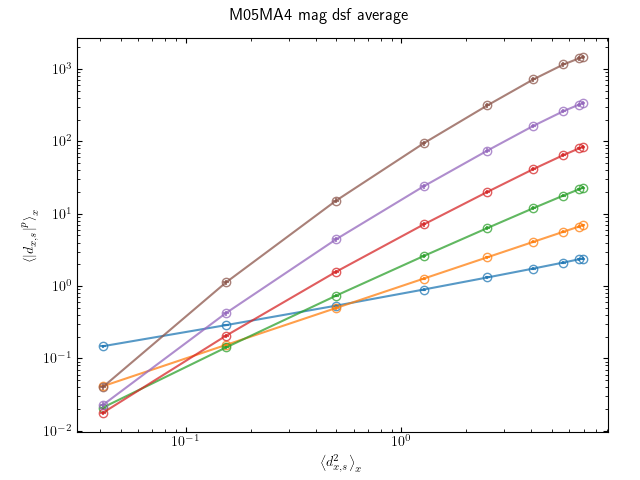 M05MA4 mag dsf average
10³
10²
10¹
10⁰
10⁻¹
10⁻²
⟨|d_{x,s}|^p⟩_x
10⁻¹ 10⁰
⟨d²_{x,s}⟩_x